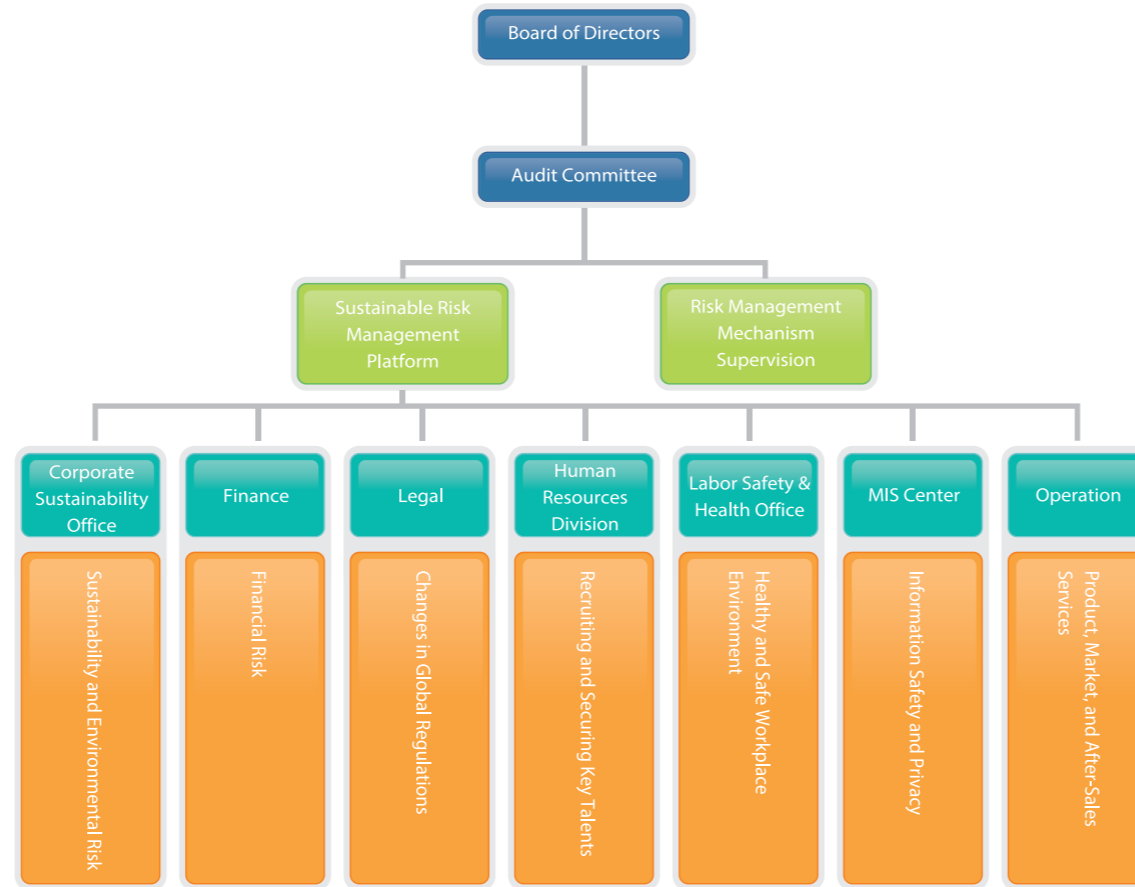 Board of Directors
Audit Committee
Sustainable Risk
Management
Platform
Risk Management
Mechanism
Supervision
Corporate
Sustainability
Office
Finance
Legal
Human
Resources
Division
Labor Safety &
Health Office
MIS Center
Operation
Sustainability and Environmental Risk
Financial Risk
Changes in Global Regulations
Recruiting and Securing Key Talents
Healthy and Safe Workplace
Environment
Information Safety and Privacy
Product, Market, and After-Sales
Services